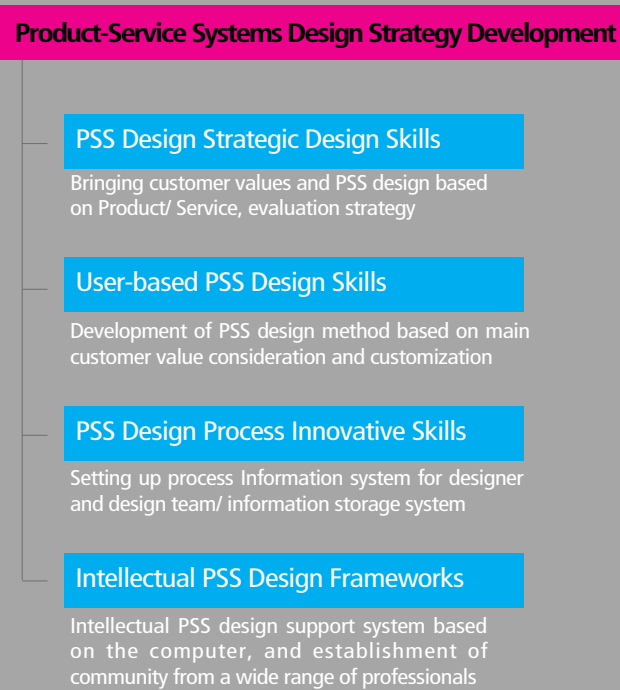 Product-Service Systems Design Strategy Development
PSS Design Strategic Design Skills
Bringing customer values and PSS design based
on Product/ Service, evaluation strategy
User-based PSS Design Skills
Development of PSS design method based on main
customer value consideration and customization
PSS Design Process Innovative Skills
Setting up process Information system for designer
and design team/ information storage system
Intellectual PSS Design Frameworks
Intellectual PSS design support system based
on the computer, and establishment of
community from a wide range of professionals